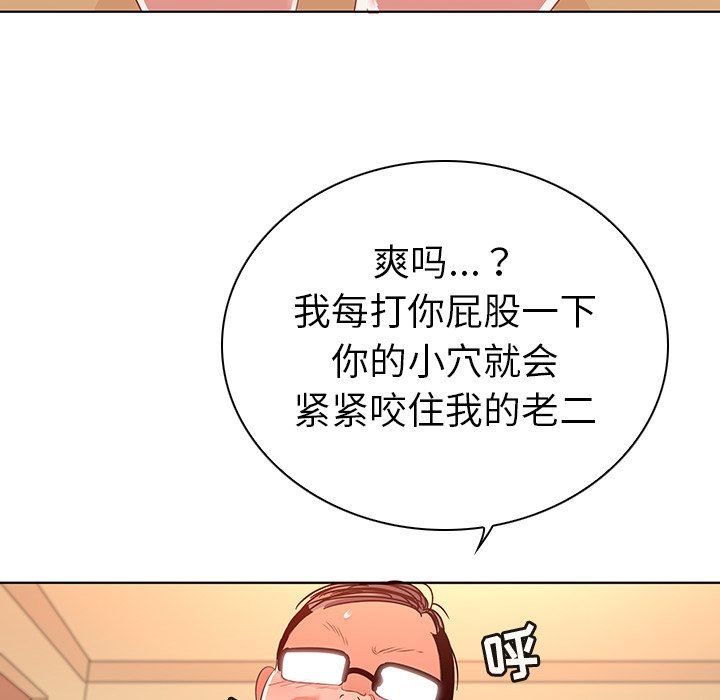 爽吗...？
我每打你屁股一下
你的小穴就会
紧紧咬住我的老二
呼